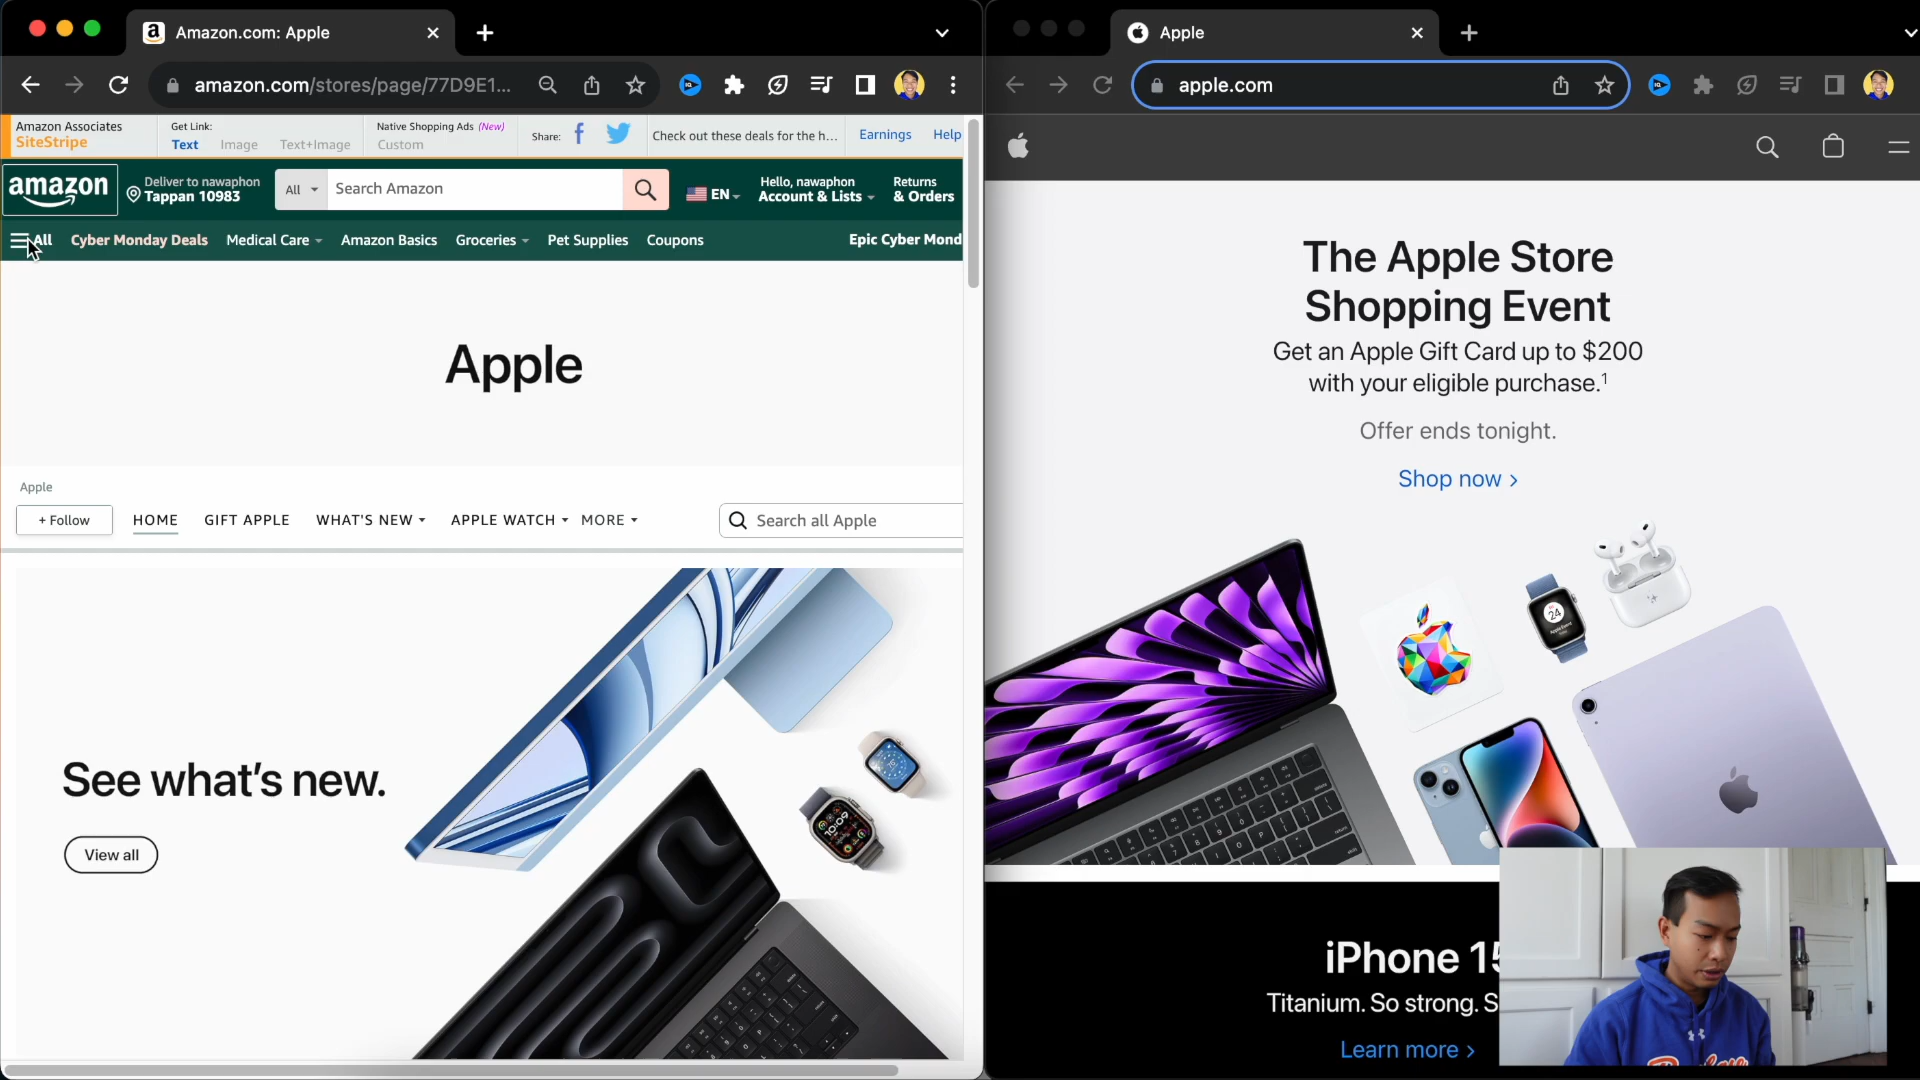 Amazon.com: Apple
amazon.com/stores/page/77D9E1...
Amazon Associates
SiteStripe
Get Link:
Text Image Text+Image
Native Shopping Ads (New)
Custom
Share:
Check out these deals for the h...
Earnings
Help
amazon
Deliver to nawaphon
Tappan 10983
All
Search Amazon
EN
Hello, nawaphon
Account & Lists
Returns
& Orders
All
Cyber Monday Deals
Medical Care
Amazon Basics
Groceries
Pet Supplies
Coupons
Epic Cyber Mond
Apple
Apple
+ Follow
HOME
GIFT APPLE
WHAT'S NEW
APPLE WATCH
MORE
Search all Apple
See what's new.
View all
10:09
Apple
apple.com
The Apple Store
Shopping Event
Get an Apple Gift Card up to $200
with your eligible purchase.¹
Offer ends tonight.
Shop now >
24
iPhone 15
Titanium. So strong. S
Learn more >